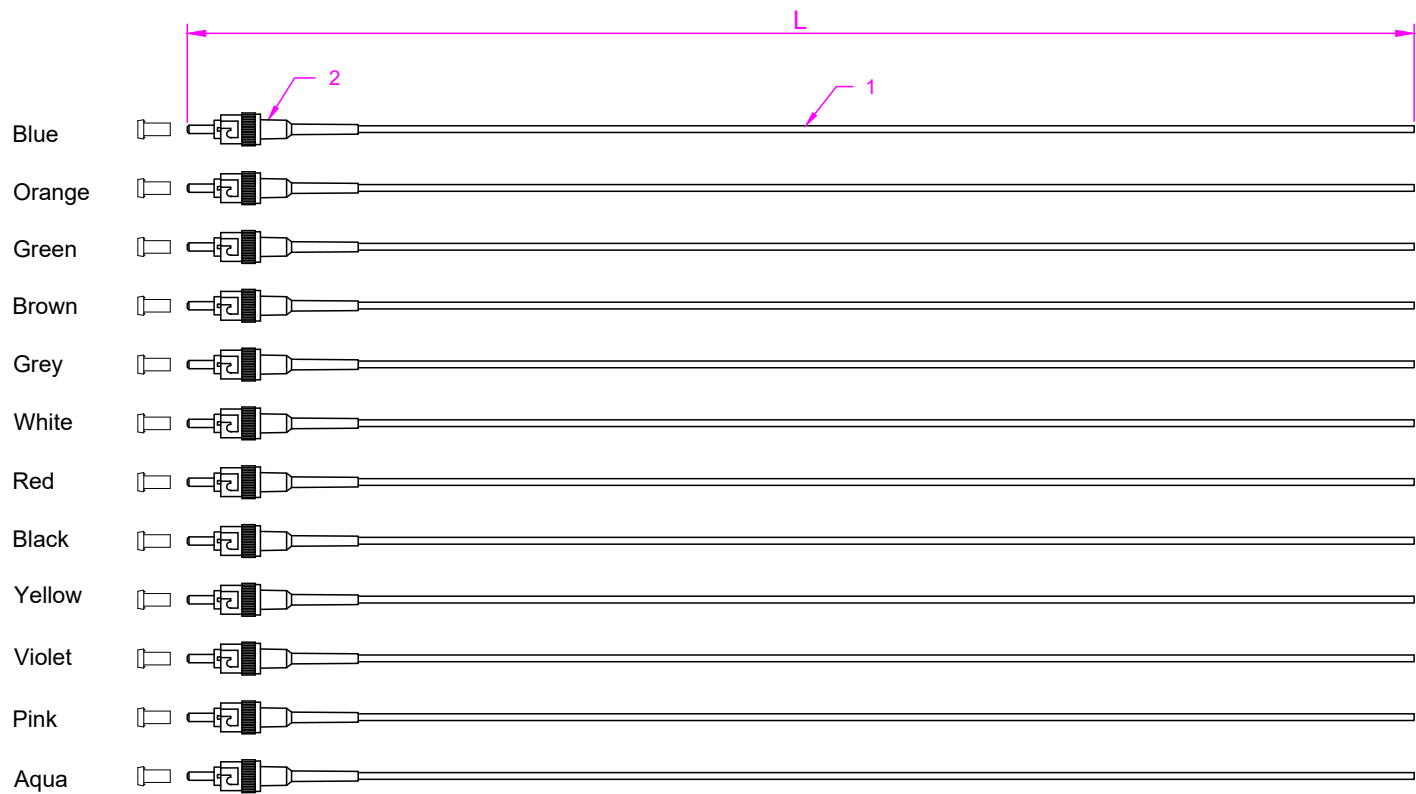 L
2
1
Blue
Orange
Green
Brown
Grey
White
Red
Black
Yellow
Violet
Pink
Aqua